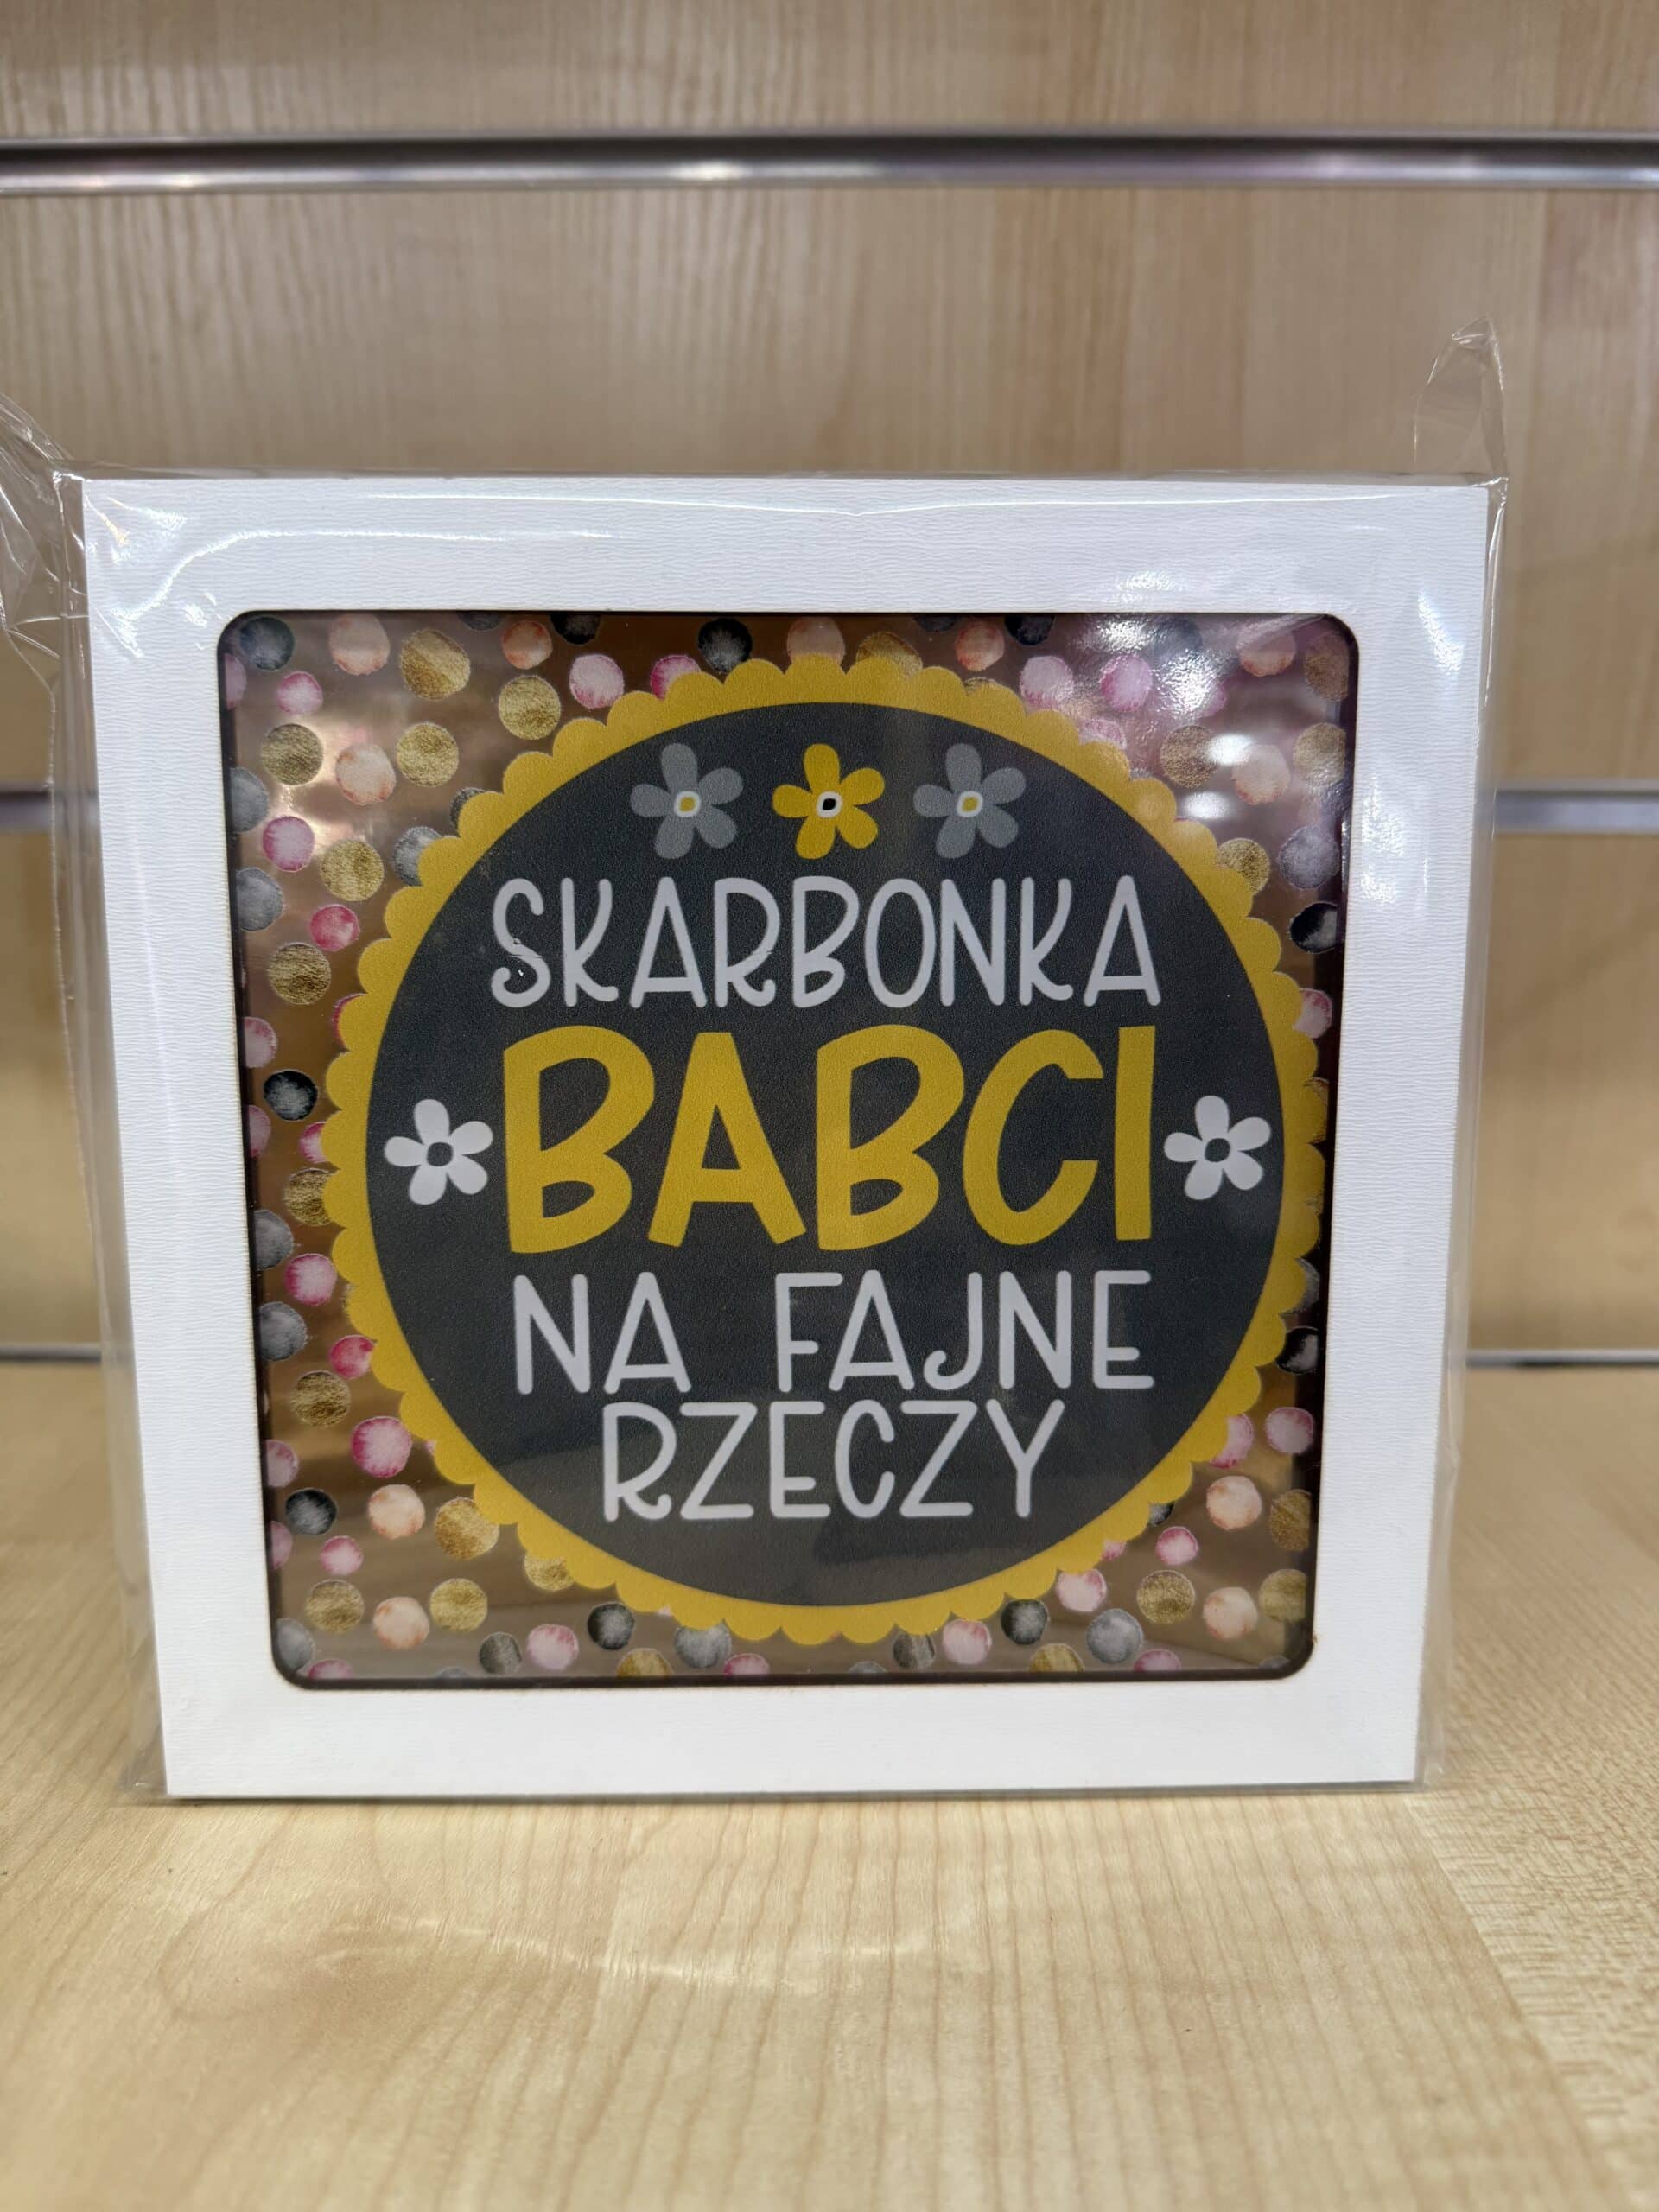 SKARBONKA
BABCI
NA FAJNE
RZECZY